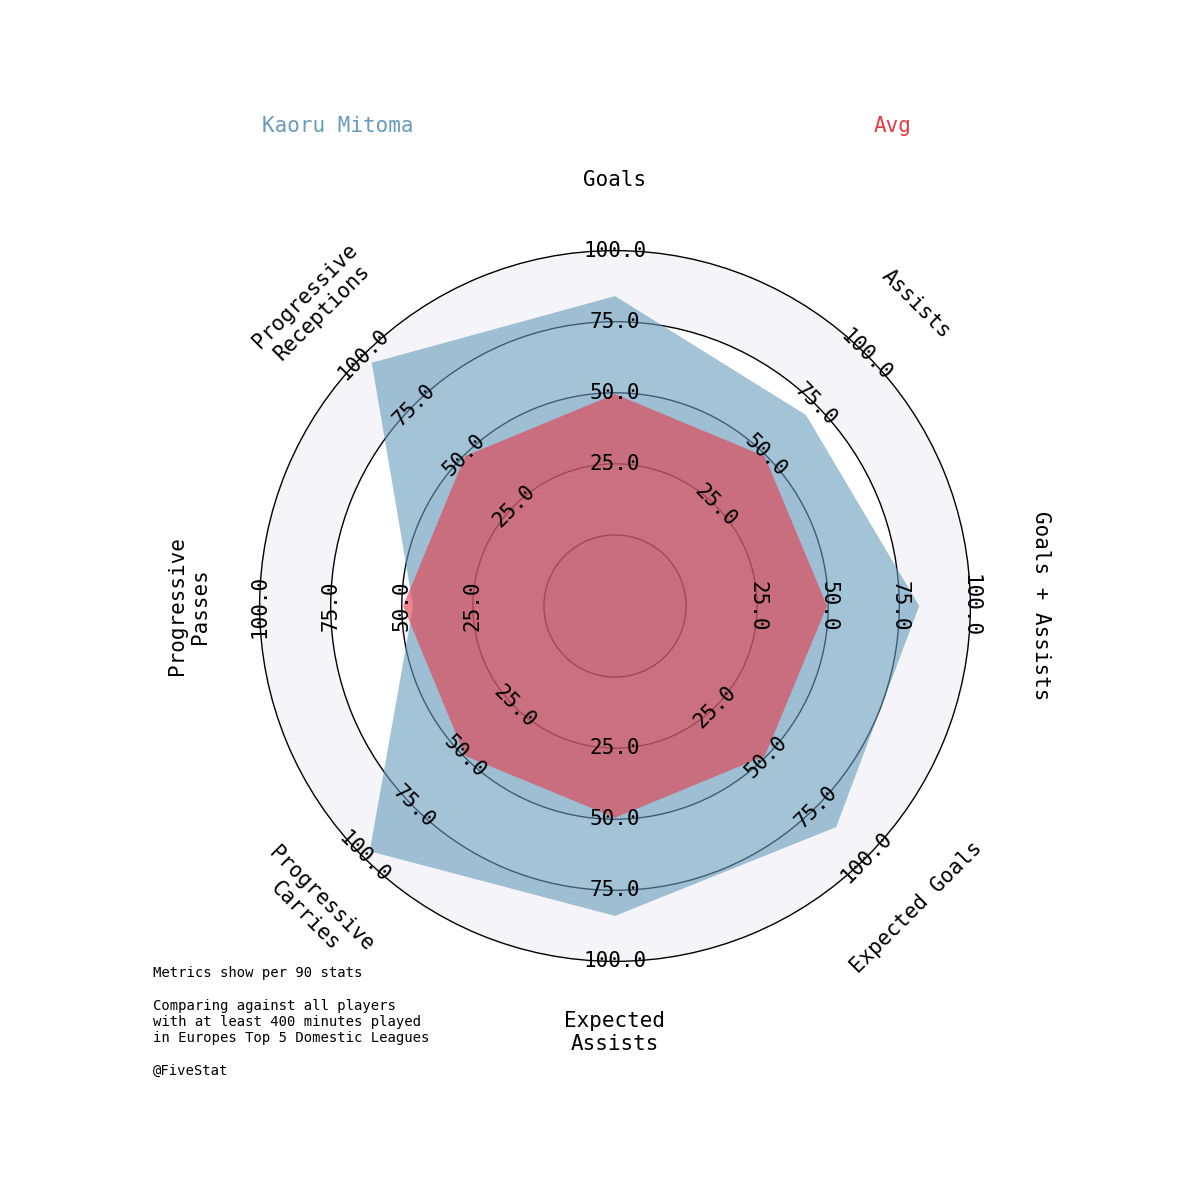 Kaoru Mitoma
Avg
Goals
Assists
Goals + Assists
Expected Goals
Expected
Assists
Progressive
Carries
Progressive
Passes
Progressive
Receptions
25.0
50.0
75.0
100.0
25.0
50.0
75.0
100.0
25.0
50.0
75.0
100.0
25.0
50.0
75.0
100.0
25.0
50.0
75.0
100.0
25.0
50.0
75.0
100.0
25.0
50.0
75.0
100.0
25.0
50.0
75.0
100.0
Metrics show per 90 stats
Comparing against all players
with at least 400 minutes played
in Europes Top 5 Domestic Leagues
@FiveStat